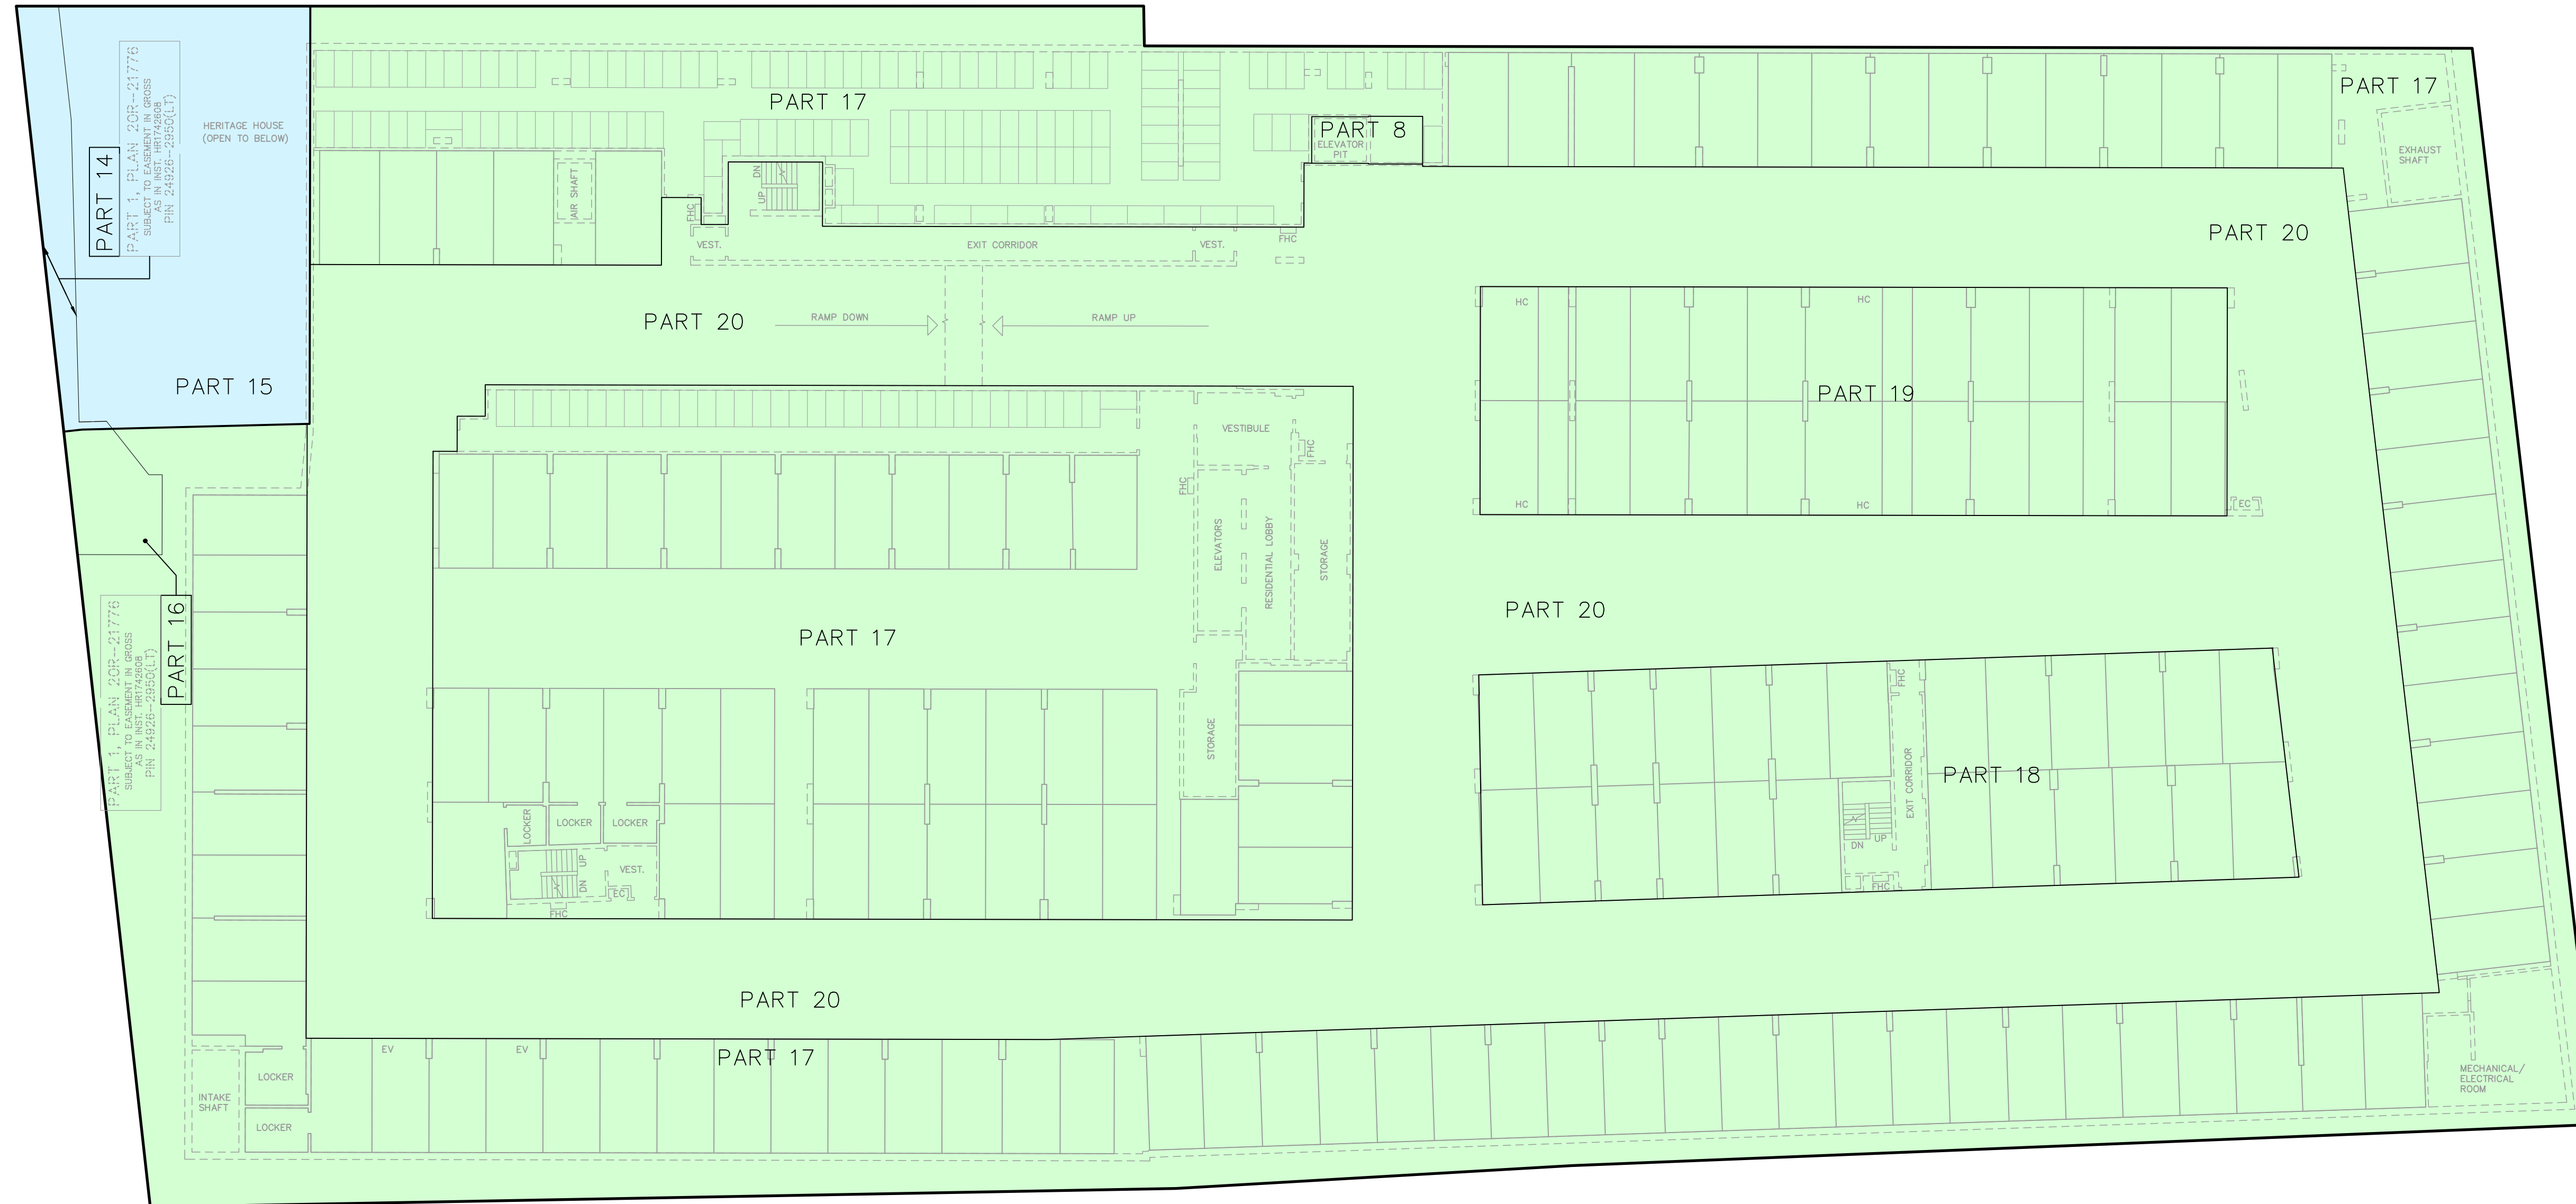 PART 14
PART 1, PLAN 20R-21776
SUBJECT TO EASEMENT IN GROSS
AS IN INST. HR1742608
PIN 24926-2950(LT)
HERITAGE HOUSE
(OPEN TO BELOW)
PART 15
PART 17
PART 8
ELEVATOR
PIT
PART 17
EXHAUST
SHAFT
AIR SHAFT
FHC
DN
UP
VEST.
EXIT CORRIDOR
VEST.
FHC
PART 20
PART 20
RAMP DOWN
RAMP UP
HC
HC
PART 19
HC
HC
EC
VESTIBULE
FHC
FHC
ELEVATORS
RESIDENTIAL LOBBY
STORAGE
PART 16
PART 1, PLAN 20R-21776
SUBJECT TO EASEMENT IN GROSS
AS IN INST. HR1742608
PIN 24926-2950(LT)
PART 17
PART 20
STORAGE
FHC
EXIT CORRIDOR
PART 18
DN
UP
FHC
LOCKER
LOCKER
LOCKER
UP
DN
VEST.
EC
FHC
PART 20
EV
EV
PART 17
LOCKER
INTAKE
SHAFT
LOCKER
MECHANICAL/
ELECTRICAL
ROOM